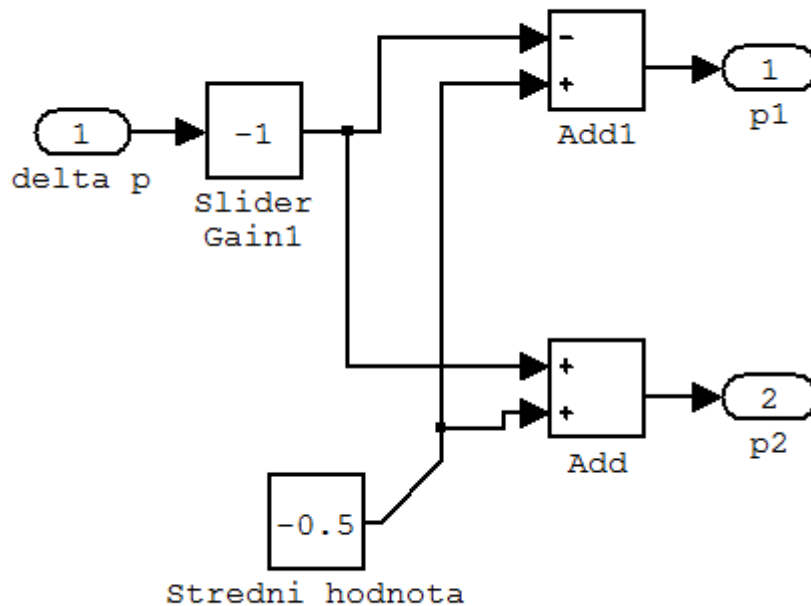 -
+
1
p1
Add1
1
delta p
-1
Slider
Gain1
+
+
2
p2
Add
-0.5
Stredni hodnota